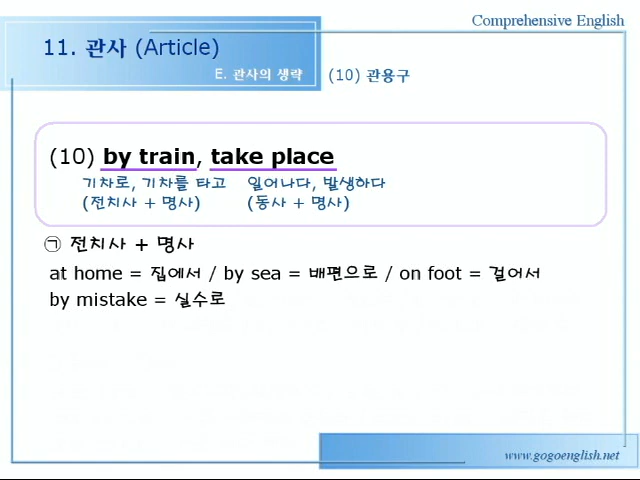 Comprehensive English
11. 관사 (Article)
E. 관사의 생략 (10) 관용구
(10) by train, take place
기차로, 기차를 타고 일어나다, 발생하다
(전치사 + 명사) (동사 + 명사)
㉠ 전치사 + 명사
at home = 집에서 / by sea = 배편으로 / on foot = 걸어서
by mistake = 실수로
www.gogoenglish.net